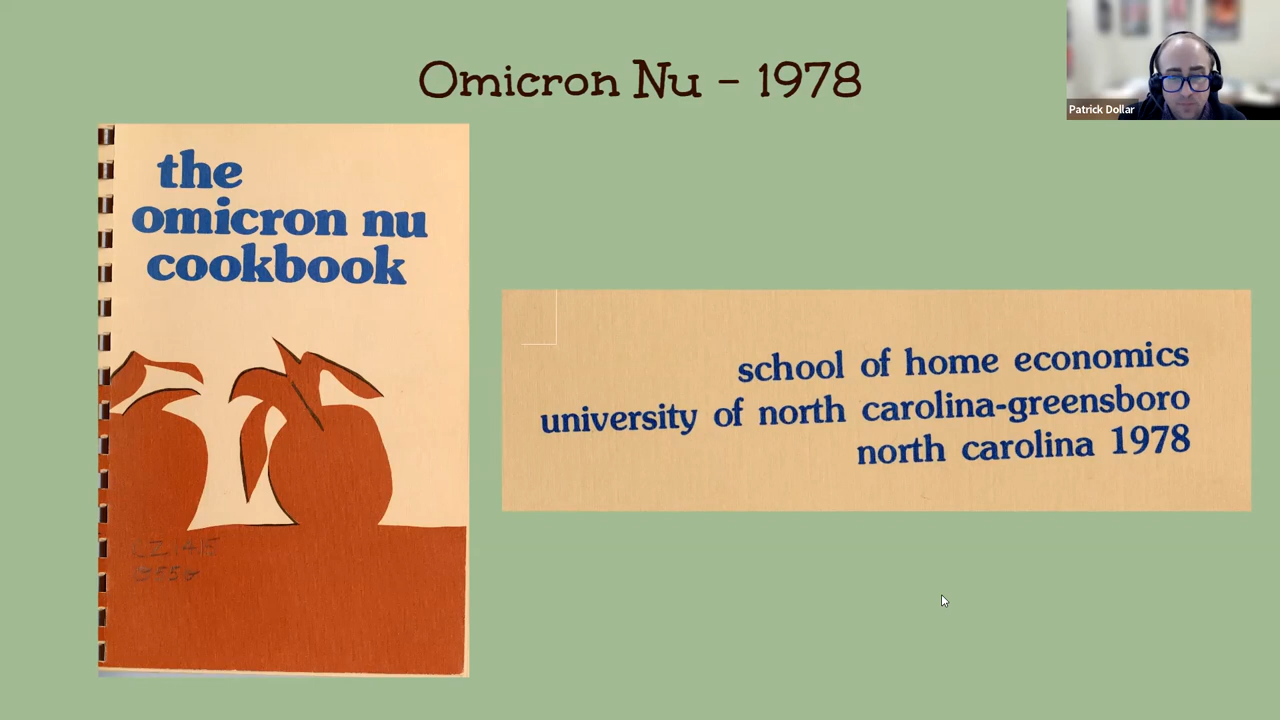 Omicron Nu - 1978
Patrick Dollar
the
omicron nu
cookbook
school of home economics
university of north carolina-greensboro
north carolina 1978